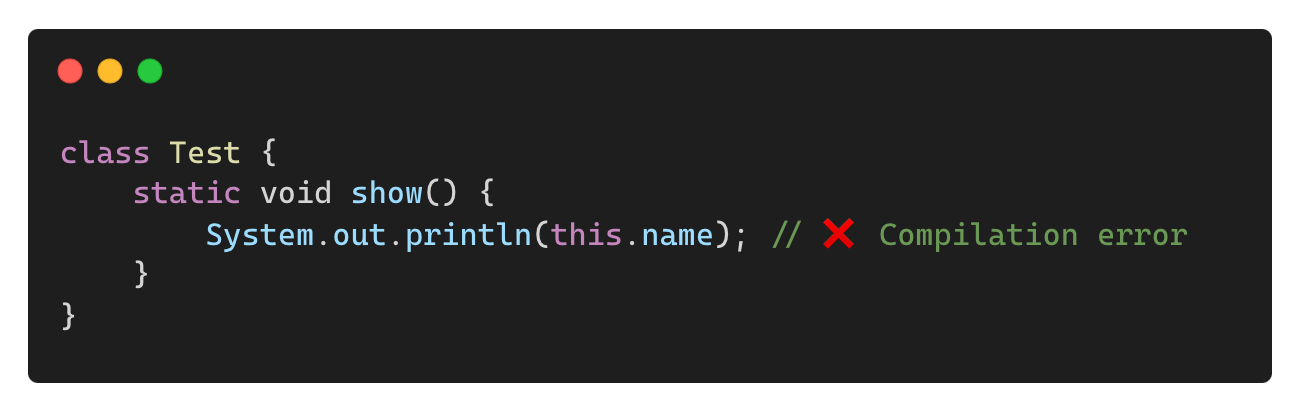 class Test {
    static void show() {
        System.out.println(this.name); // ❌ Compilation error
    }
}